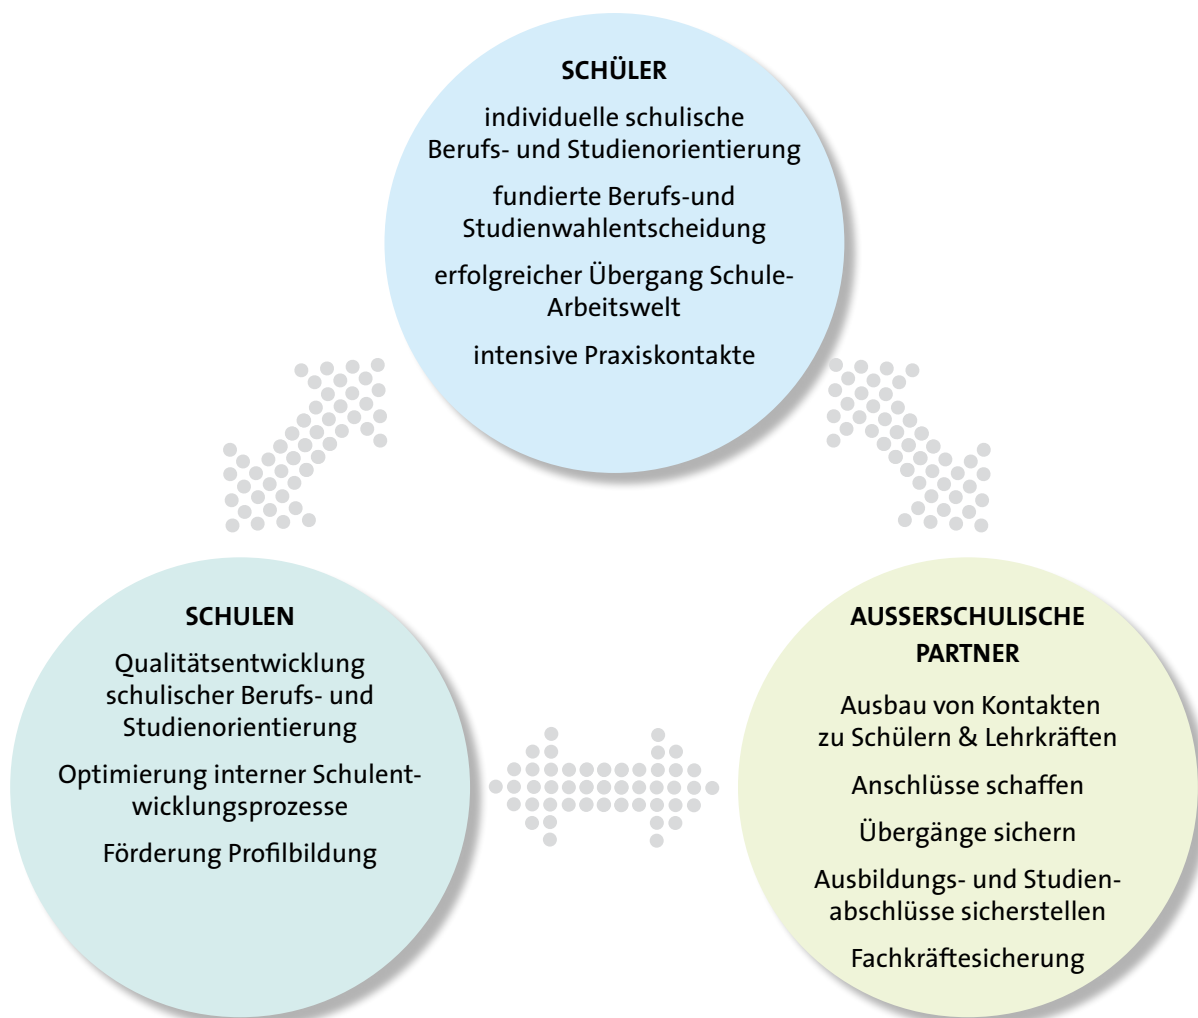 SCHÜLER
individuelle schulische
Berufs- und Studienorientierung
fundierte Berufs-und
Studienwahlentscheidung
erfolgreicher Übergang Schule-
Arbeitswelt
intensive Praxiskontakte
SCHULEN
Qualitätsentwicklung
schulischer Berufs- und
Studienorientierung
Optimierung interner Schulent-
wicklungsprozesse
Förderung Profilbildung
AUSSERSCHULISCHE
PARTNER
Ausbau von Kontakten
zu Schülern & Lehrkräften
Anschlüsse schaffen
Übergänge sichern
Ausbildungs- und Studien-
abschlüsse sicherstellen
Fachkräftesicherung